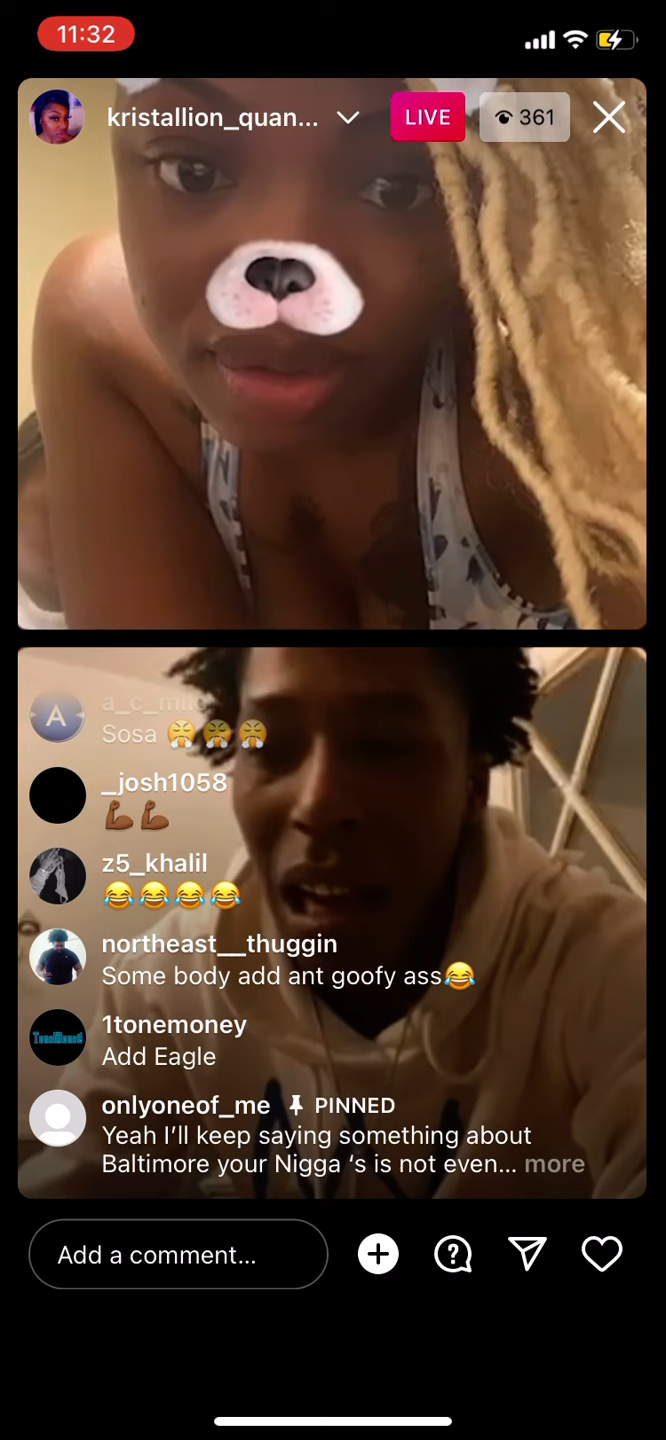 11:32
kristallion_quan...
LIVE
361
A
Sosa 😤😤😤
_josh1058
💪🏾💪🏾
z5_khalil
😂😂😂😂
northeast__thuggin
Some body add ant goofy ass😂
1tonemoney
Add Eagle
onlyoneof_me PINNED
Yeah I’ll keep saying something about
Baltimore your Nigga ‘s is not even... more
Add a comment...